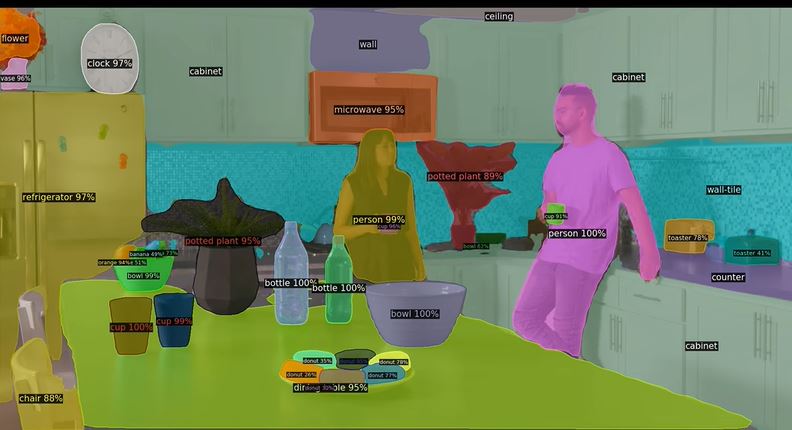 ceiling
flower
wall
clock 97%
cabinet
cabinet
vase 96%
microwave 95%
potted plant 89%
wall-tile
refrigerator 97%
cup 91%
person 99%
cup 96%
person 100%
toaster 78%
potted plant 95%
bowl 62%
toaster 41%
orange 94%
bowl 99%
counter
bottle 100%
bottle 100%
cup 100%
cup 99%
bowl 100%
cabinet
donut 35%
donut 78%
donut 26%
donut 27%
chair 88%